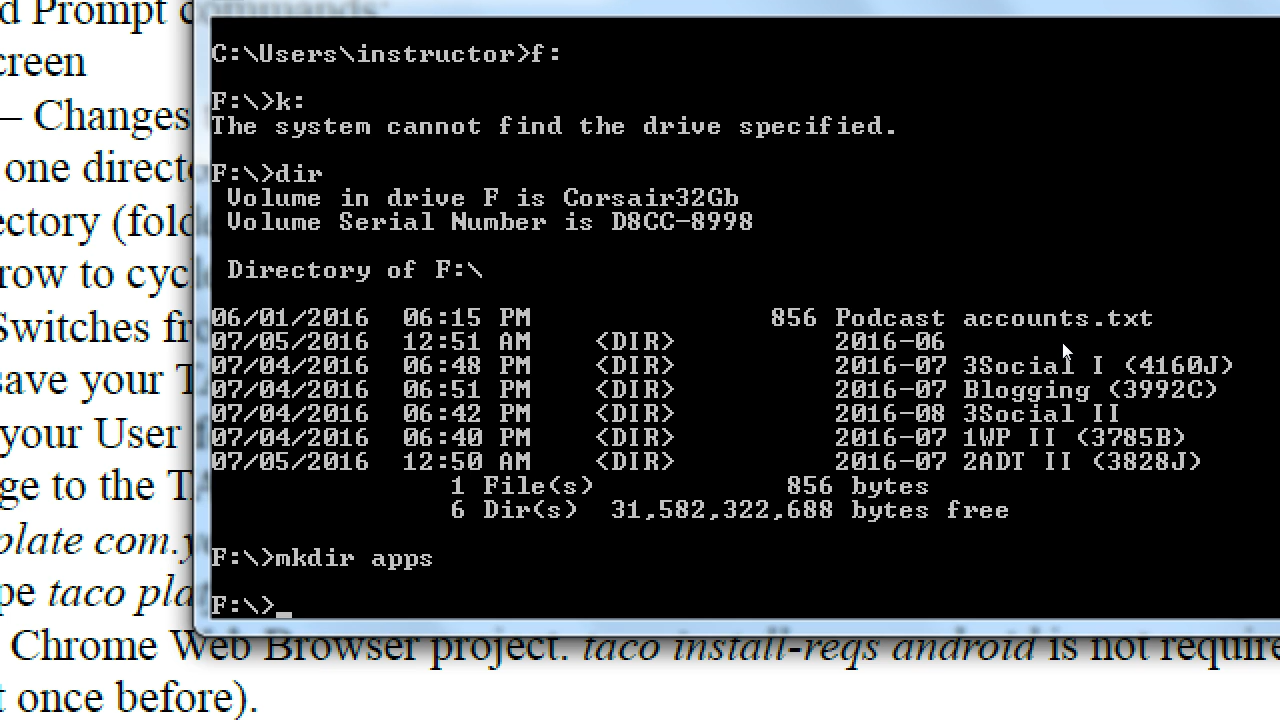 d Prompt commands:
creen
– Changes
one directo
ectory (fold
row to cycl
Switches fr
save your T
your User f
ge to the TA
plate com.y
pe taco plat
Chrome Web Browser project. taco install-reqs android is not require
t once before).
C:\Users\instructor>f:
F:\>k:
The system cannot find the drive specified.
F:\>dir
Volume in drive F is Corsair32Gb
Volume Serial Number is D8CC-8998
Directory of F:\
06/01/2016 06:15 PM 856 Podcast accounts.txt
07/05/2016 12:51 AM <DIR> 2016-06
07/04/2016 06:48 PM <DIR> 2016-07 3Social I (4160J)
07/04/2016 06:51 PM <DIR> 2016-07 Blogging (3992C)
07/04/2016 06:42 PM <DIR> 2016-08 3Social II
07/04/2016 06:40 PM <DIR> 2016-07 1WP II (3785B)
07/05/2016 12:50 AM <DIR> 2016-07 2ADT II (3828J)
1 File(s) 856 bytes
6 Dir(s) 31,582,322,688 bytes free
F:\>mkdir apps
F:\>_